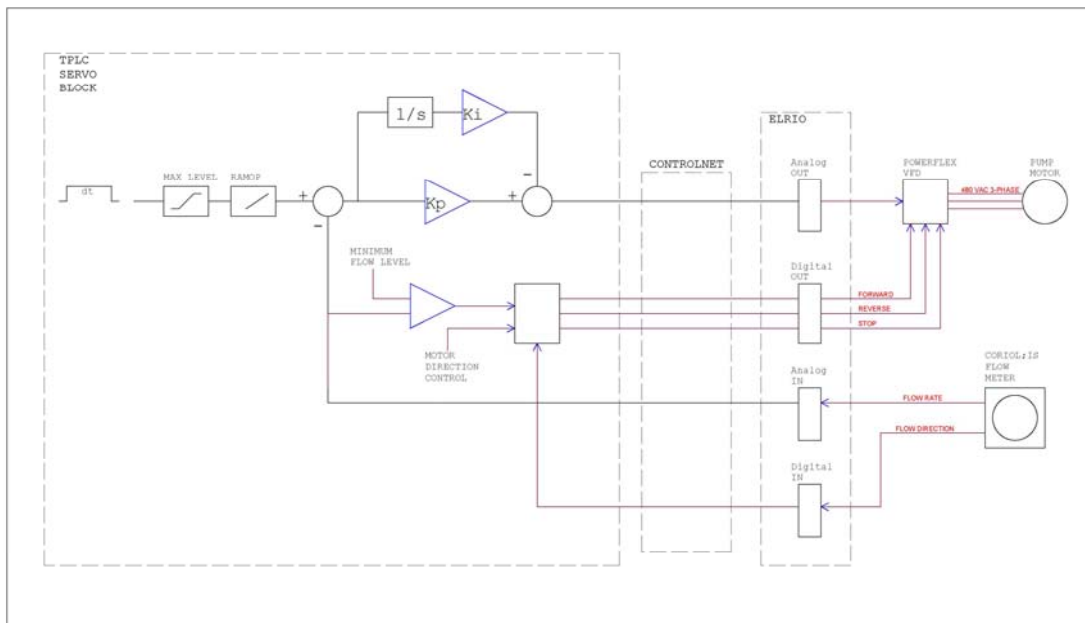 TPLC
SERVO
BLOCK
dt
MAX LEVEL
RAMOP
+
−
1/s
Ki
Kp
−
+
MINIMUM
FLOW LEVEL
MOTOR
DIRECTION
CONTROL
CONTROLNET
ELRIO
Analog
OUT
Digital
OUT
Analog
IN
Digital
IN
POWERFLEX
VFD
480 VAC 3-PHASE
PUMP
MOTOR
FORWARD
REVERSE
STOP
CORIOL;IS
FLOW
METER
FLOW RATE
FLOW DIRECTION